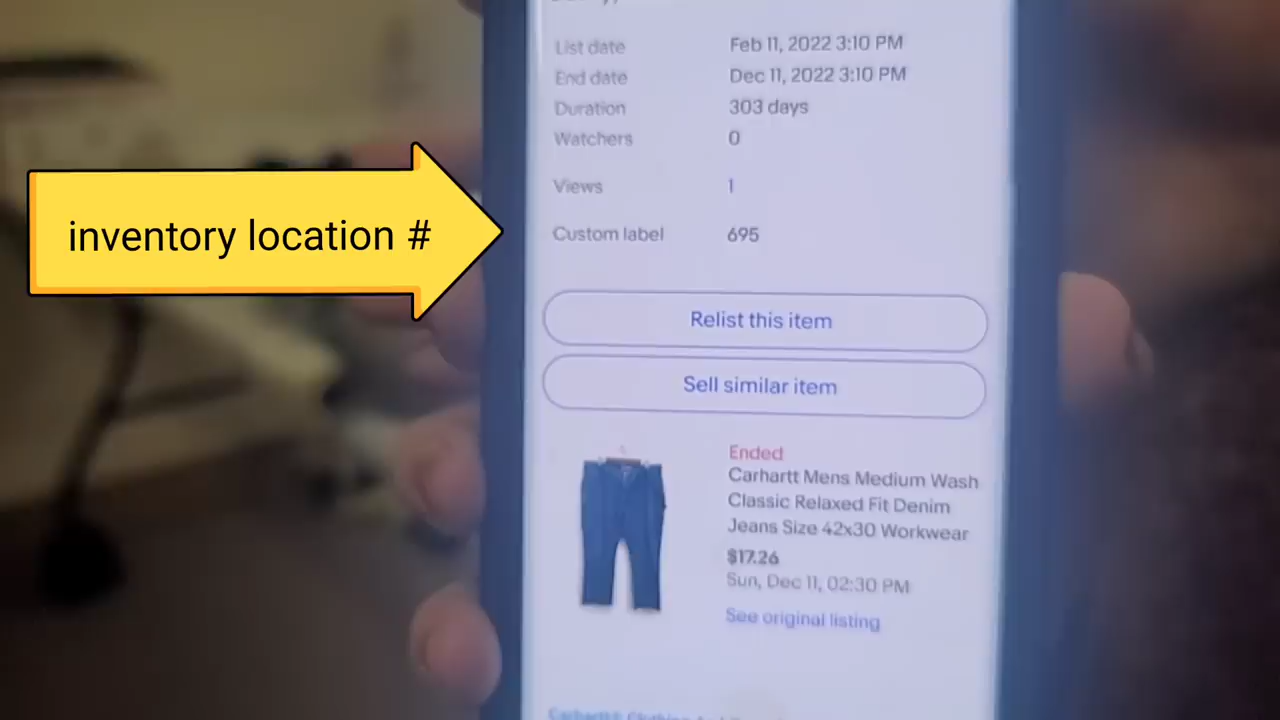 List date Feb 11, 2022 3:10 PM
End date Dec 11, 2022 3:10 PM
Duration 303 days
Watchers 0
Views 1
inventory location #
Custom label 695
Relist this item
Sell similar item
Ended
Carhartt Mens Medium Wash
Classic Relaxed Fit Denim
Jeans Size 42x30 Workwear
$17.26
Sun, Dec 11, 02:30 PM
See original listing